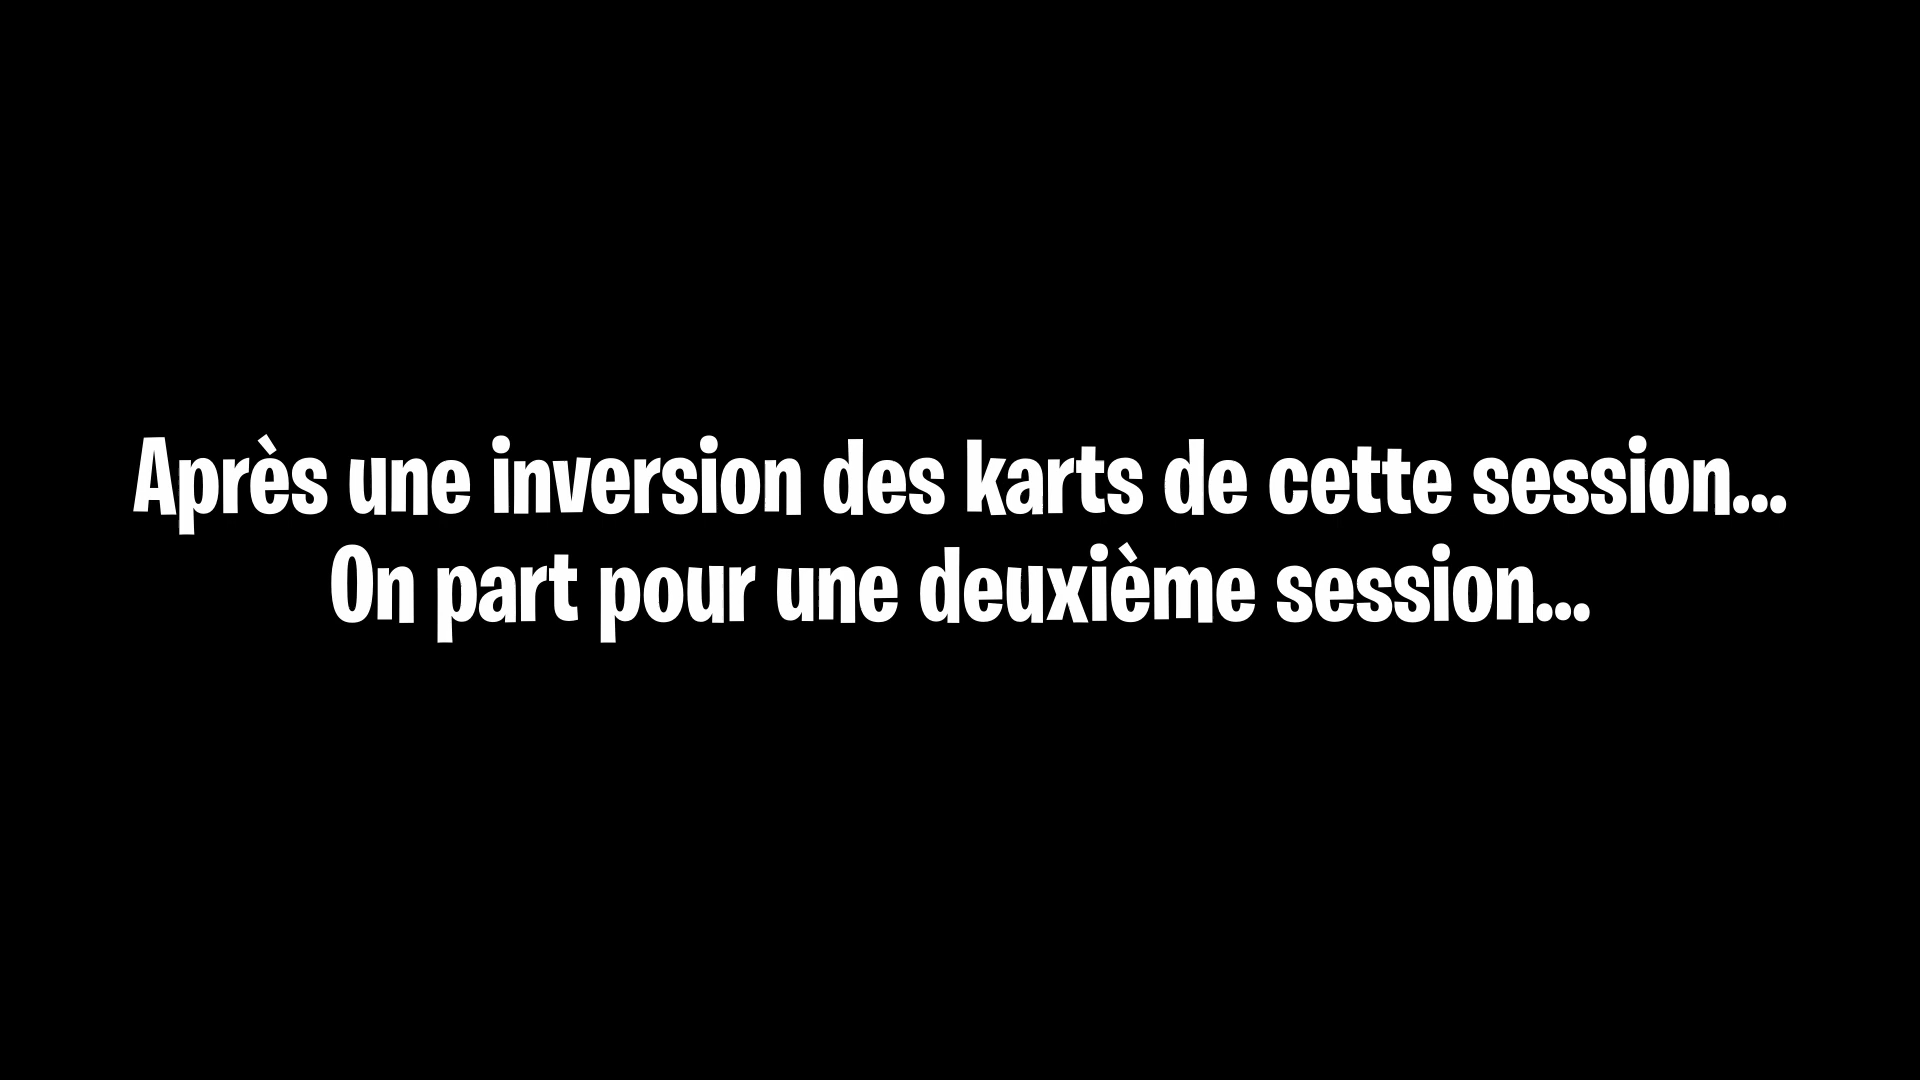 Après une inversion des karts de cette session...
On part pour une deuxième session...